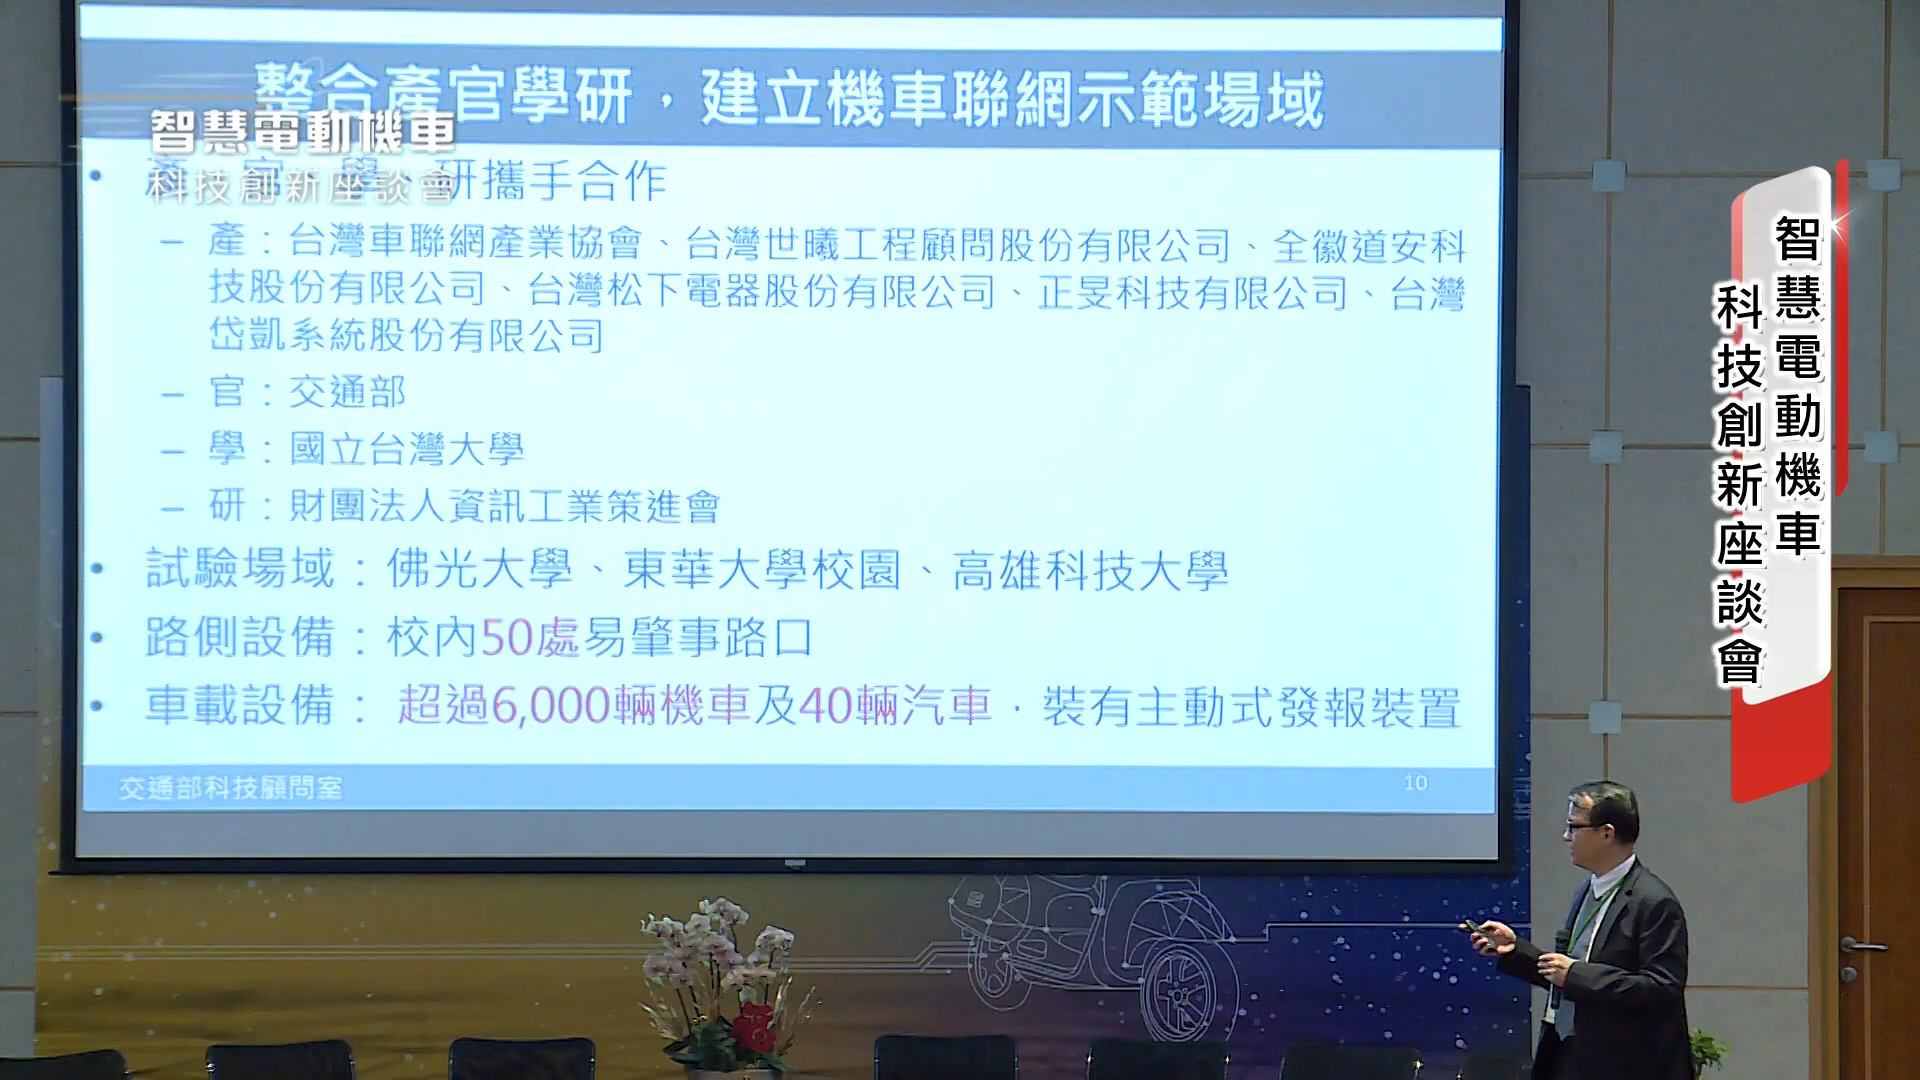 整合產官學研，建立機車聯網示範場域
智慧電動機車
科技創新座談會
• 產、官、學、研攜手合作
– 產：台灣車聯網產業協會、台灣世曦工程顧問股份有限公司、全徽道安科
技股份有限公司、台灣松下電器股份有限公司、正旻科技有限公司、台灣
岱凱系統股份有限公司
– 官：交通部
– 學：國立台灣大學
– 研：財團法人資訊工業策進會
• 試驗場域：佛光大學、東華大學校園、高雄科技大學
• 路側設備：校內50處易肇事路口
• 車載設備： 超過6,000輛機車及40輛汽車，裝有主動式發報裝置
交通部科技顧問室
10
智慧電動機車
科技創新座談會